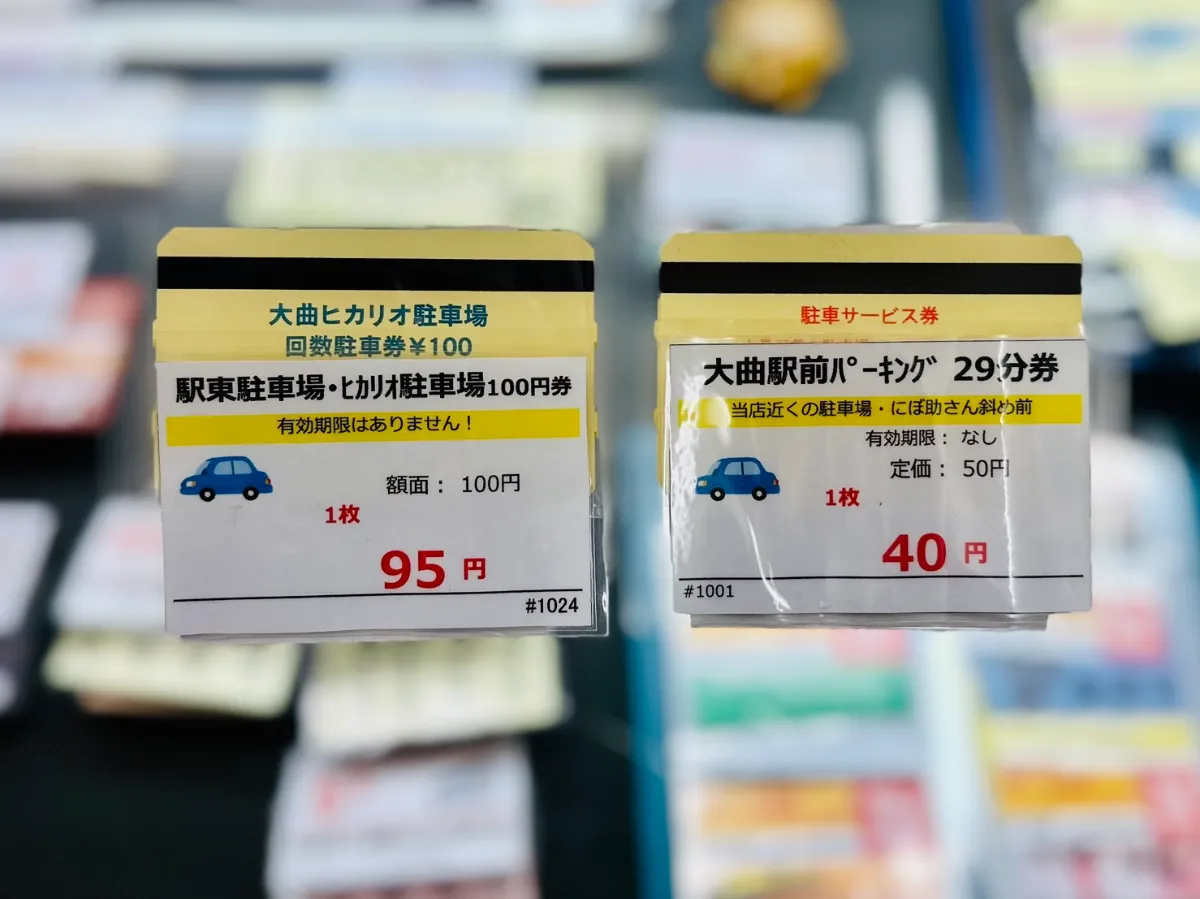 大曲ヒカリオ駐車場
回数駐車券¥100
駅東駐車場・ﾋｶﾘｵ駐車場100円券
有効期限はありません！
額面： 100円
1枚
95 円
#1024
駐車サービス券
大曲駅前ﾊﾟｰｷﾝｸﾞ 29分券
当店近くの駐車場・にぼ助さん斜め前
有効期限： なし
定価： 50円
1枚
40 円
#1001